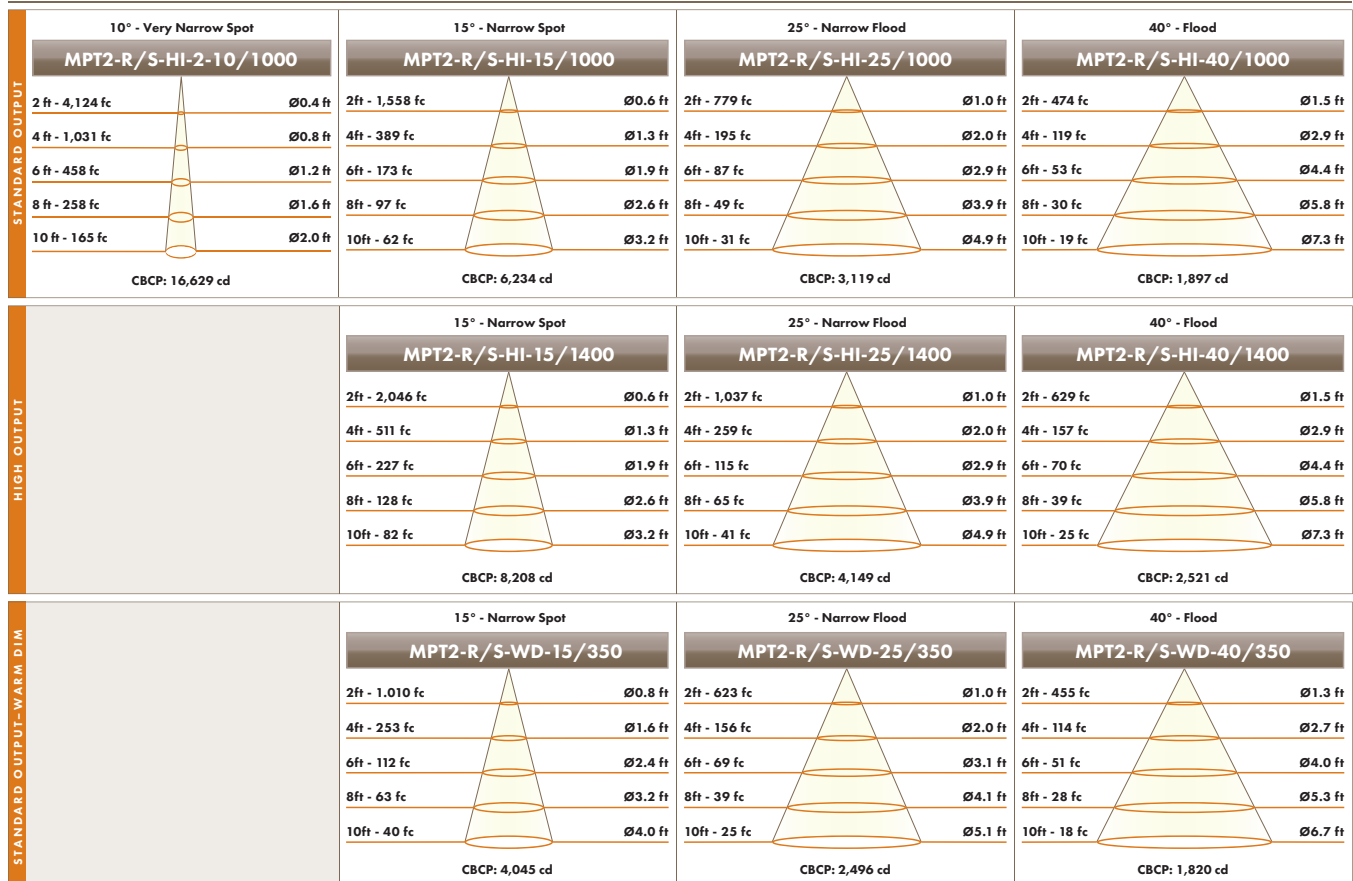 STANDARD OUTPUT
10° - Very Narrow Spot
MPT2-R/S-HI-2-10/1000
2 ft - 4,124 fc Ø0.4 ft
4 ft - 1,031 fc Ø0.8 ft
6 ft - 458 fc Ø1.2 ft
8 ft - 258 fc Ø1.6 ft
10 ft - 165 fc Ø2.0 ft
CBCP: 16,629 cd
15° - Narrow Spot
MPT2-R/S-HI-15/1000
2ft - 1,558 fc Ø0.6 ft
4ft - 389 fc Ø1.3 ft
6ft - 173 fc Ø1.9 ft
8ft - 97 fc Ø2.6 ft
10ft - 62 fc Ø3.2 ft
CBCP: 6,234 cd
25° - Narrow Flood
MPT2-R/S-HI-25/1000
2ft - 779 fc Ø1.0 ft
4ft - 195 fc Ø2.0 ft
6ft - 87 fc Ø2.9 ft
8ft - 49 fc Ø3.9 ft
10ft - 31 fc Ø4.9 ft
CBCP: 3,119 cd
40° - Flood
MPT2-R/S-HI-40/1000
2ft - 474 fc Ø1.5 ft
4ft - 119 fc Ø2.9 ft
6ft - 53 fc Ø4.4 ft
8ft - 30 fc Ø5.8 ft
10ft - 19 fc Ø7.3 ft
CBCP: 1,897 cd
HIGH OUTPUT
15° - Narrow Spot
MPT2-R/S-HI-15/1400
2ft - 2,046 fc Ø0.6 ft
4ft - 511 fc Ø1.3 ft
6ft - 227 fc Ø1.9 ft
8ft - 128 fc Ø2.6 ft
10ft - 82 fc Ø3.2 ft
CBCP: 8,208 cd
25° - Narrow Flood
MPT2-R/S-HI-25/1400
2ft - 1,037 fc Ø1.0 ft
4ft - 259 fc Ø2.0 ft
6ft - 115 fc Ø2.9 ft
8ft - 65 fc Ø3.9 ft
10ft - 41 fc Ø4.9 ft
CBCP: 4,149 cd
40° - Flood
MPT2-R/S-HI-40/1400
2ft - 629 fc Ø1.5 ft
4ft - 157 fc Ø2.9 ft
6ft - 70 fc Ø4.4 ft
8ft - 39 fc Ø5.8 ft
10ft - 25 fc Ø7.3 ft
CBCP: 2,521 cd
STANDARD OUTPUT–WARM DIM
15° - Narrow Spot
MPT2-R/S-WD-15/350
2ft - 1.010 fc Ø0.8 ft
4ft - 253 fc Ø1.6 ft
6ft - 112 fc Ø2.4 ft
8ft - 63 fc Ø3.2 ft
10ft - 40 fc Ø4.0 ft
CBCP: 4,045 cd
25° - Narrow Flood
MPT2-R/S-WD-25/350
2ft - 623 fc Ø1.0 ft
4ft - 156 fc Ø2.0 ft
6ft - 69 fc Ø3.1 ft
8ft - 39 fc Ø4.1 ft
10ft - 25 fc Ø5.1 ft
CBCP: 2,496 cd
40° - Flood
MPT2-R/S-WD-40/350
2ft - 455 fc Ø1.3 ft
4ft - 114 fc Ø2.7 ft
6ft - 51 fc Ø4.0 ft
8ft - 28 fc Ø5.3 ft
10ft - 18 fc Ø6.7 ft
CBCP: 1,820 cd